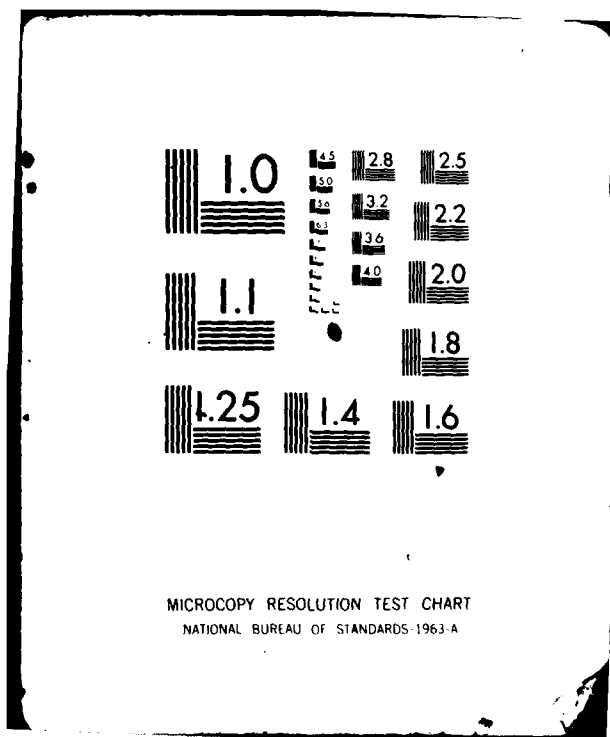 1.0
4.5 2.8 2.5
5.0
5.6 3.2 2.2
6.3 3.6
1.1
4.0 2.0
1.8
1.25 1.4 1.6
MICROCOPY RESOLUTION TEST CHART
NATIONAL BUREAU OF STANDARDS-1963-A